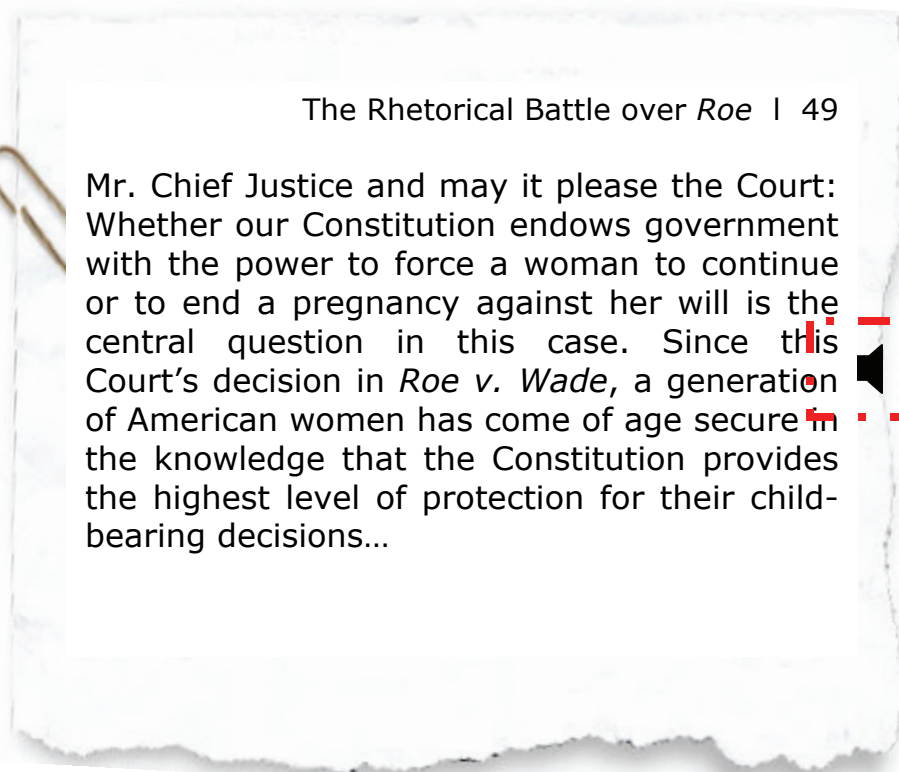 The Rhetorical Battle over Roe l 49
Mr. Chief Justice and may it please the Court:
Whether our Constitution endows government
with the power to force a woman to continue
or to end a pregnancy against her will is the
central question in this case. Since this
Court’s decision in Roe v. Wade, a generation
of American women has come of age secure in
the knowledge that the Constitution provides
the highest level of protection for their child-
bearing decisions…